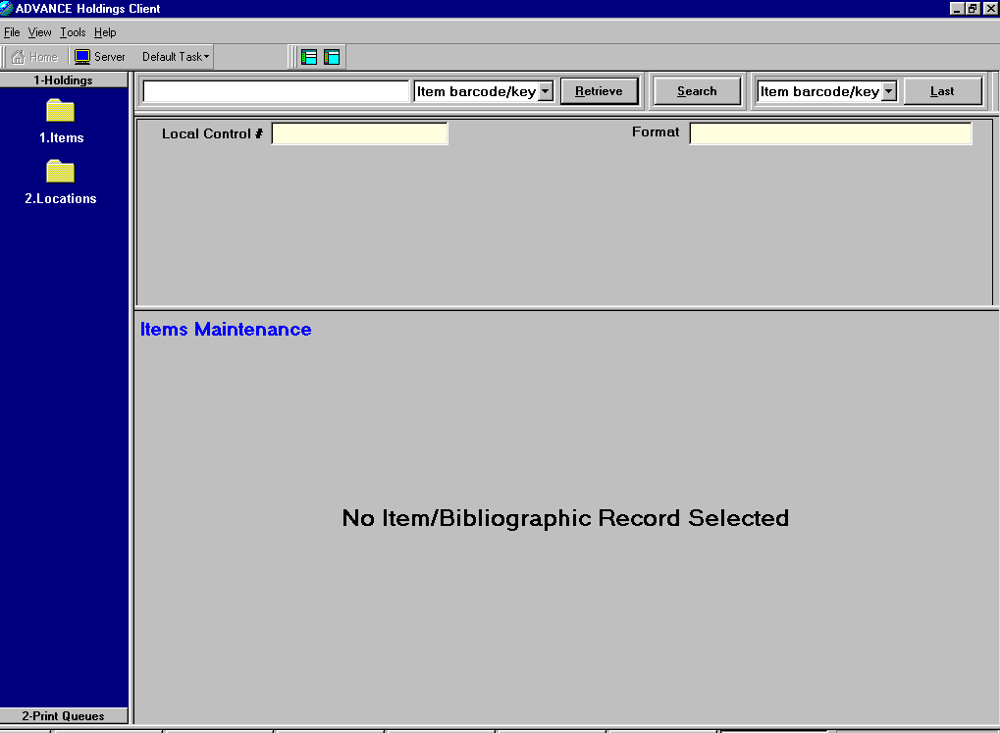 ADVANCE Holdings Client
File View Tools Help
Home Server Default Task
1-Holdings
Item barcode/key Retrieve Search Item barcode/key Last
1.Items
2.Locations
Local Control # Format
Items Maintenance
No Item/Bibliographic Record Selected
2-Print Queues